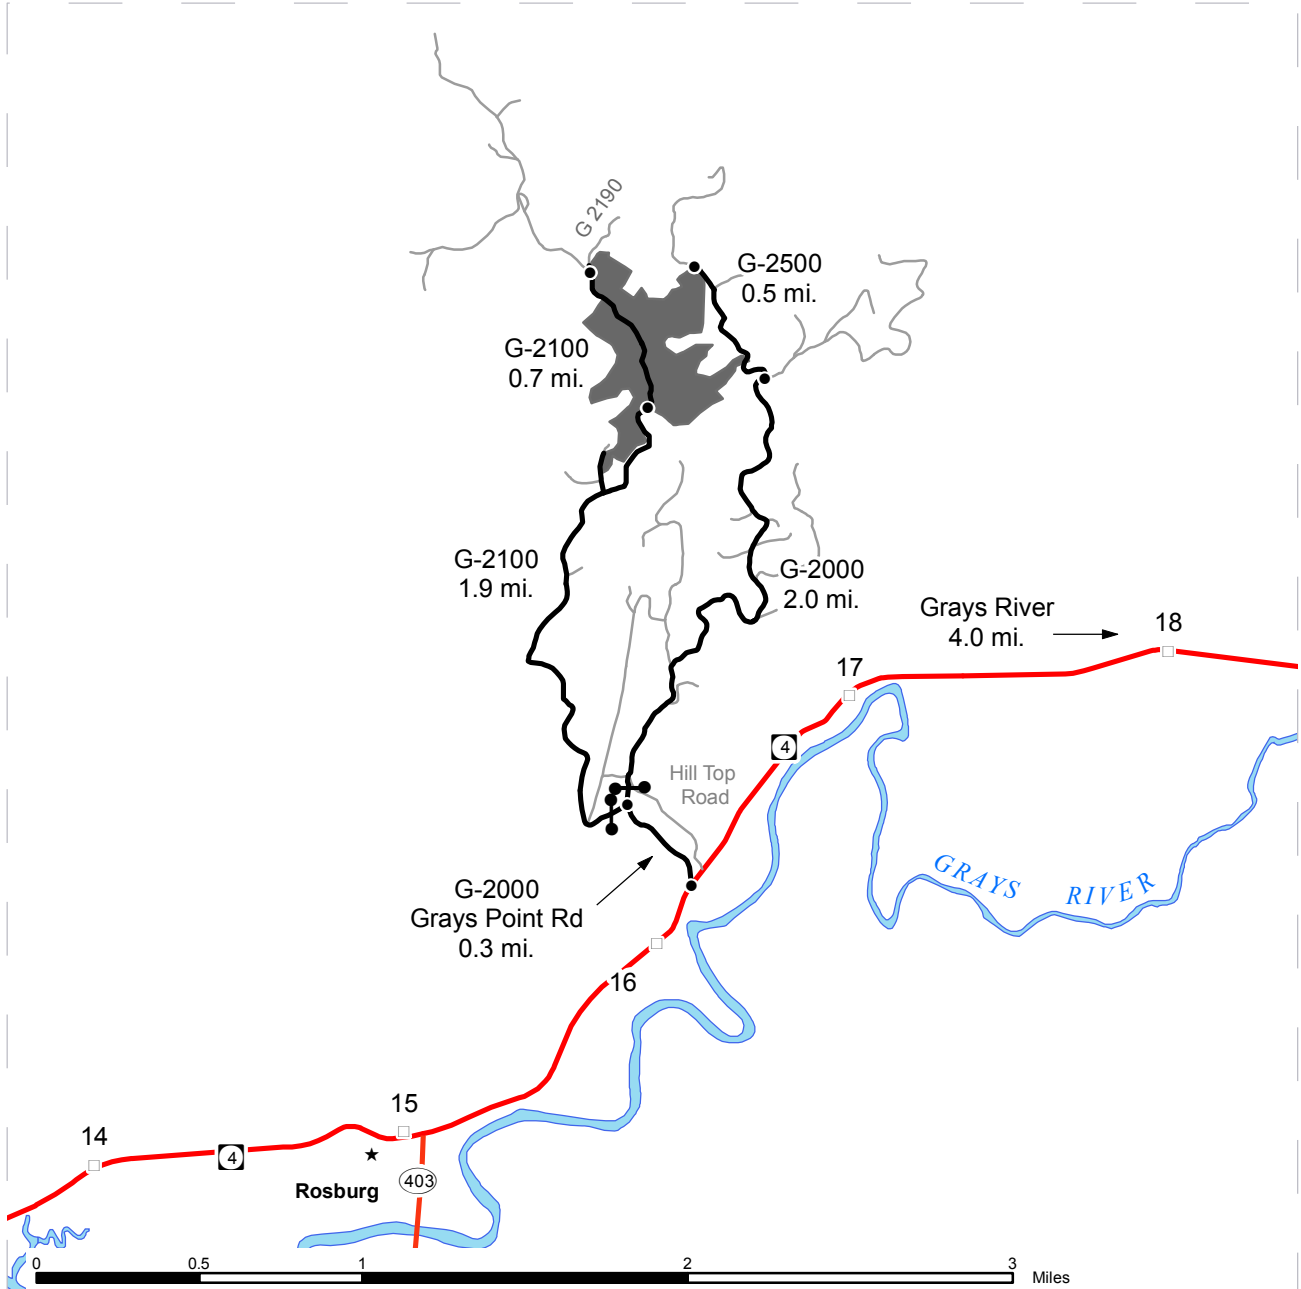 G 2190
G-2500
0.5 mi.
G-2100
0.7 mi.
G-2100
1.9 mi.
G-2000
2.0 mi.
Grays River
4.0 mi.
18
17
4
Hill Top
Road
G-2000
Grays Point Rd
0.3 mi.
GRAYS RIVER
16
15
14
4
403
Rosburg
0 0.5 1 2 3 Miles